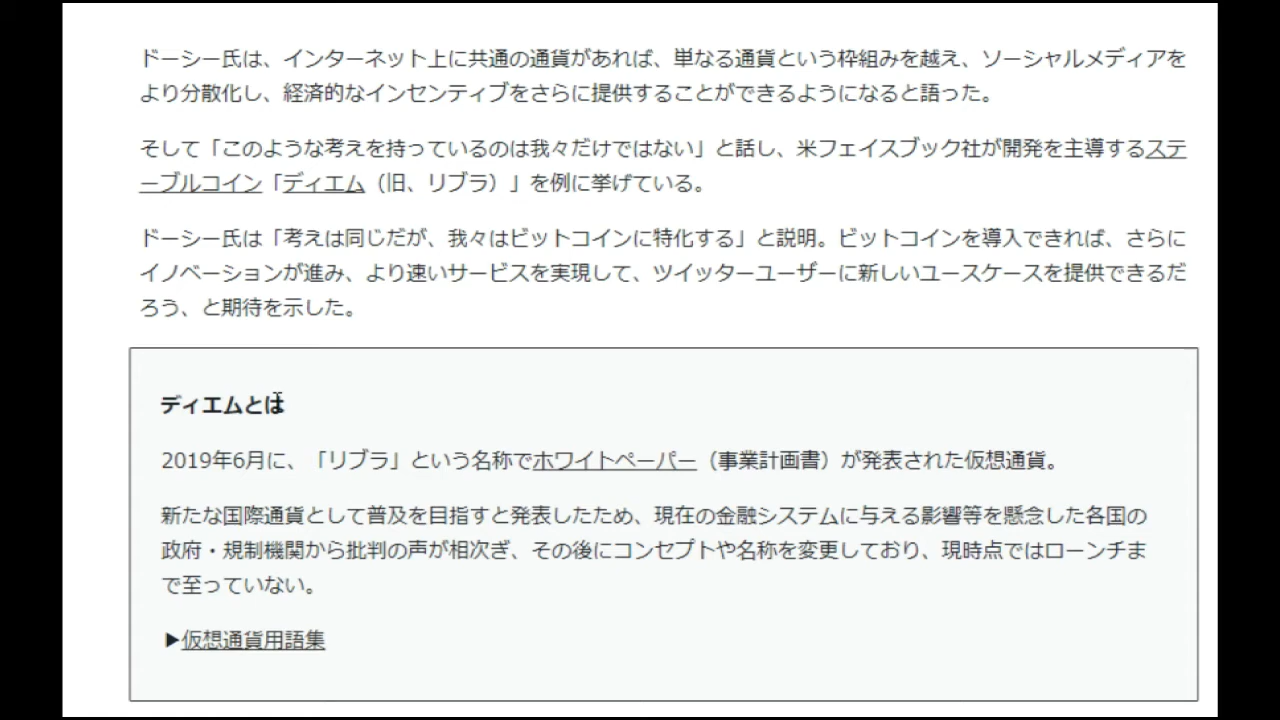 ドーシー氏は、インターネット上に共通の通貨があれば、単なる通貨という枠組みを越え、ソーシャルメディアを
より分散化し、経済的なインセンティブをさらに提供することができるようになると語った。
そして「このような考えを持っているのは我々だけではない」と話し、米フェイスブック社が開発を主導するステ
ーブルコイン「ディエム（旧、リブラ）」を例に挙げている。
ドーシー氏は「考えは同じだが、我々はビットコインに特化する」と説明。ビットコインを導入できれば、さらに
イノベーションが進み、より速いサービスを実現して、ツイッターユーザーに新しいユースケースを提供できるだ
ろう、と期待を示した。
ディエムとは
2019年6月に、「リブラ」という名称でホワイトペーパー（事業計画書）が発表された仮想通貨。
新たな国際通貨として普及を目指すと発表したため、現在の金融システムに与える影響等を懸念した各国の
政府・規制機関から批判の声が相次ぎ、その後にコンセプトや名称を変更しており、現時点ではローンチま
で至っていない。
▶仮想通貨用語集